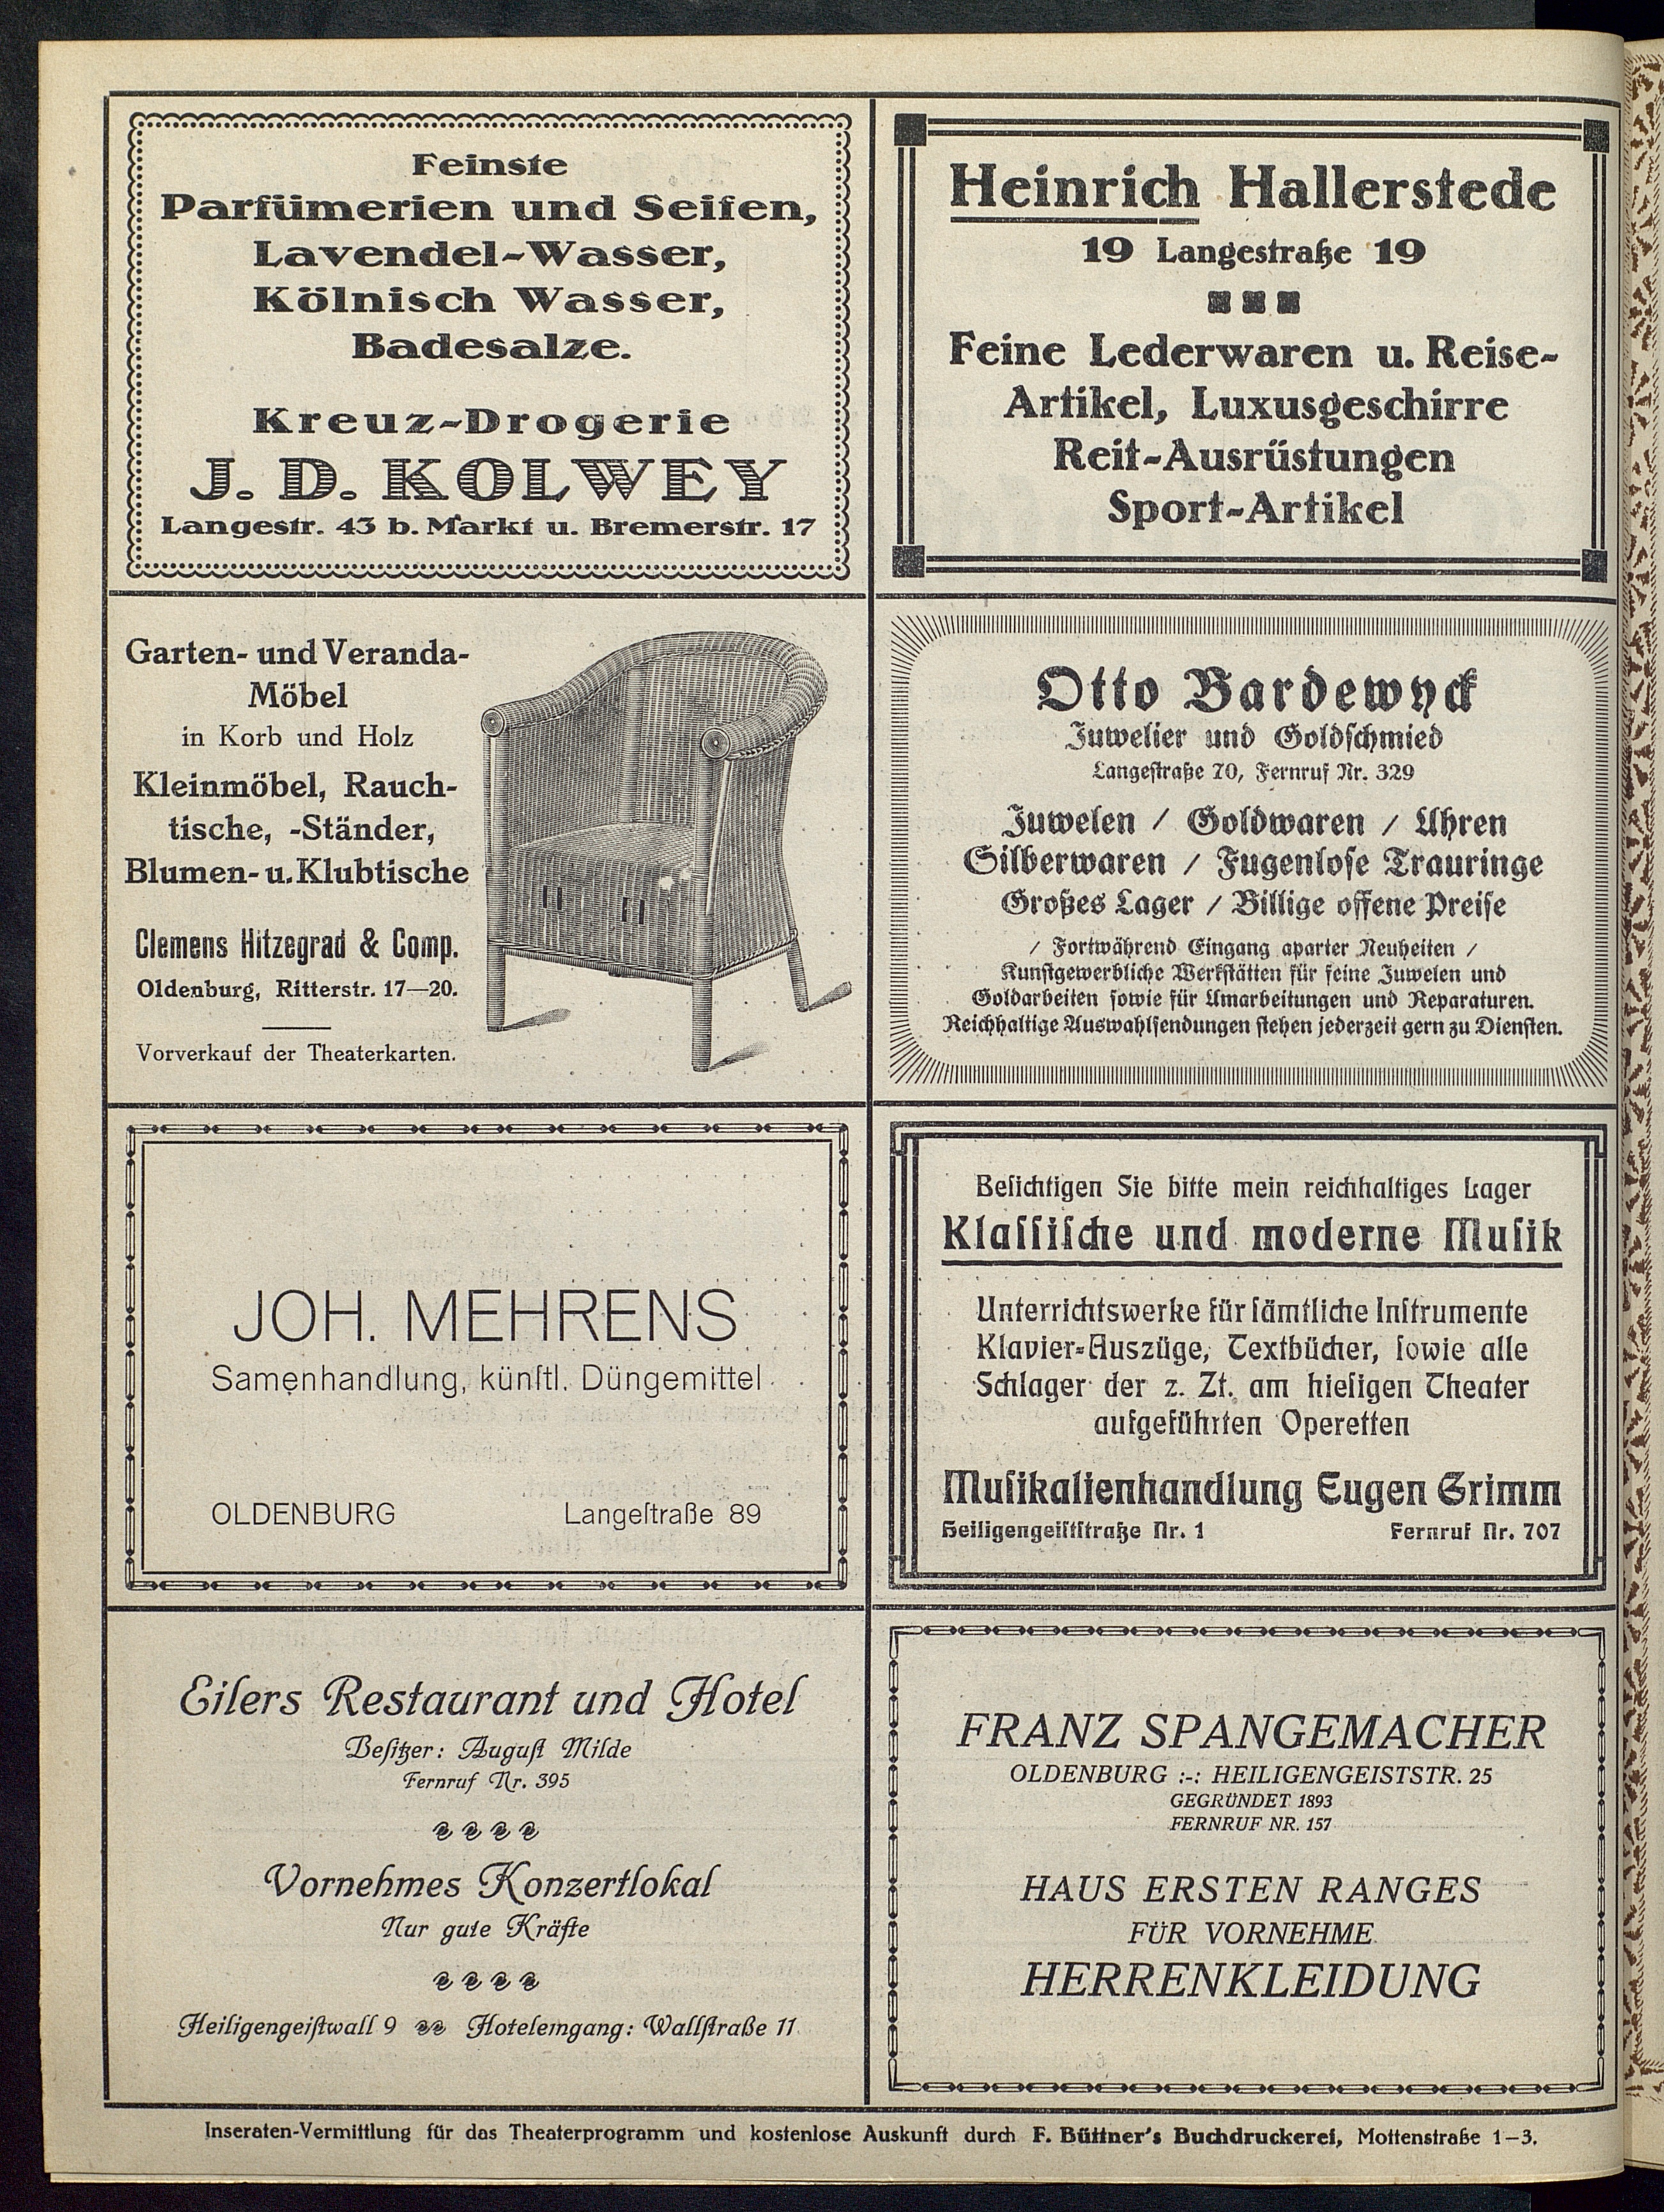 Feinste
Parfümerien und Seifen,
Lavendel-Wasser,
Kölnisch Wasser,
Badesalze.
Kreuz-Drogerie
J. D. KOLWEY
Langestr. 43 b. Markt u. Bremerstr. 17
Heinrich Hallerstede
19 Langestraße 19
Feine Lederwaren u. Reise-
Artikel, Luxusgeschirre
Reit-Ausrüstungen
Sport-Artikel
Garten- und Veranda-
Möbel
in Korb und Holz
Kleinmöbel, Rauch-
tische, -Ständer,
Blumen- u. Klubtische
Clemens Hitzegrad & Comp.
Oldenburg, Ritterstr. 17—20.
Vorverkauf der Theaterkarten.
Otto Bardewyck
Juwelier und Goldſchmied
Langeſtraße 70, Fernruf Nr. 329
Juwelen / Goldwaren / Uhren
Silberwaren / Fugenloſe Trauringe
Großes Lager / Billige offene Preiſe
/ Fortwährend Eingang aparter Neuheiten /
Kunſtgewerbliche Werkſtätten für feine Juwelen und
Goldarbeiten ſowie für Umarbeitungen und Reparaturen.
Reichhaltige Auswahlſendungen ſtehen jederzeit gern zu Dienſten.
JOH. MEHRENS
Samenhandlung, künſtl. Düngemittel
OLDENBURG Langeſtraße 89
Beſichtigen Sie bitte mein reichhaltiges Lager
Klaſſiſche und moderne Muſik
Unterrichtswerke für ſämtliche Inſtrumente
Klavier-Auszüge, Textbücher, ſowie alle
Schlager der z. Zt. am hieſigen Theater
aufgeführten Operetten
Muſikalienhandlung Eugen Grimm
Heiligengeiſtſtraße Nr. 1 Fernruf Nr. 707
Eilers Restaurant und Hotel
Beſitzer: Auguſt Milde
Fernruf Nr. 395
Vornehmes Konzertlokal
Nur gute Kräfte
Heiligengeiſtwall 9 Hoteleingang: Wallſtraße 11
FRANZ SPANGEMACHER
OLDENBURG :-: HEILIGENGEISTSTR. 25
GEGRÜNDET 1893
FERNRUF NR. 157
HAUS ERSTEN RANGES
FÜR VORNEHME
HERRENKLEIDUNG
Inseraten-Vermittlung für das Theaterprogramm und kostenlose Auskunft durch F. Büttner's Buchdruckerei, Mottenstraße 1—3.